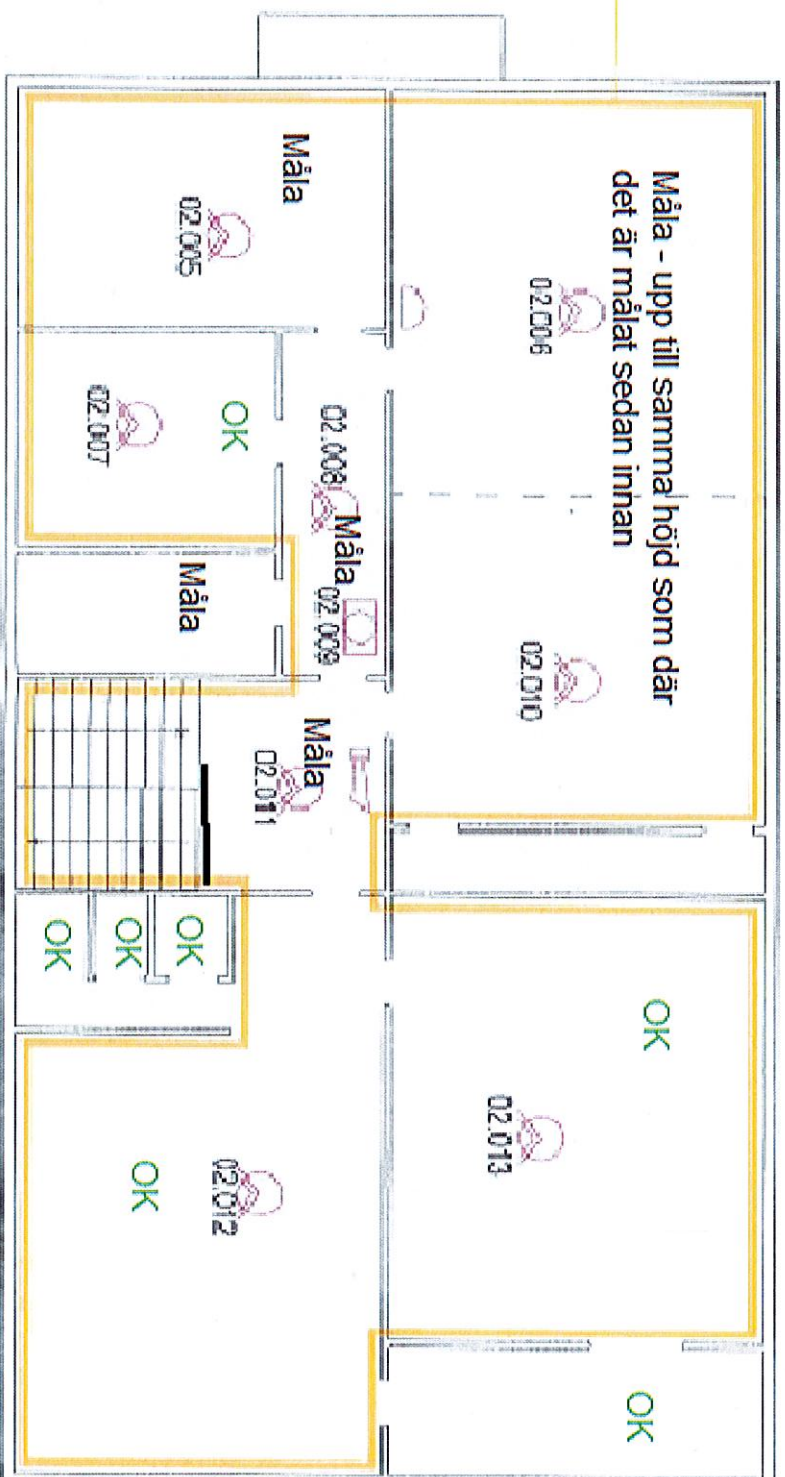 Måla - upp till samma höjd som där
det är målat sedan innan
02.006
02.010
OK
02.013
OK
Måla
02.005
02.008
Måla
02.009
Måla
02.011
OK
02.007
Måla
OK
OK
OK
02.012
OK